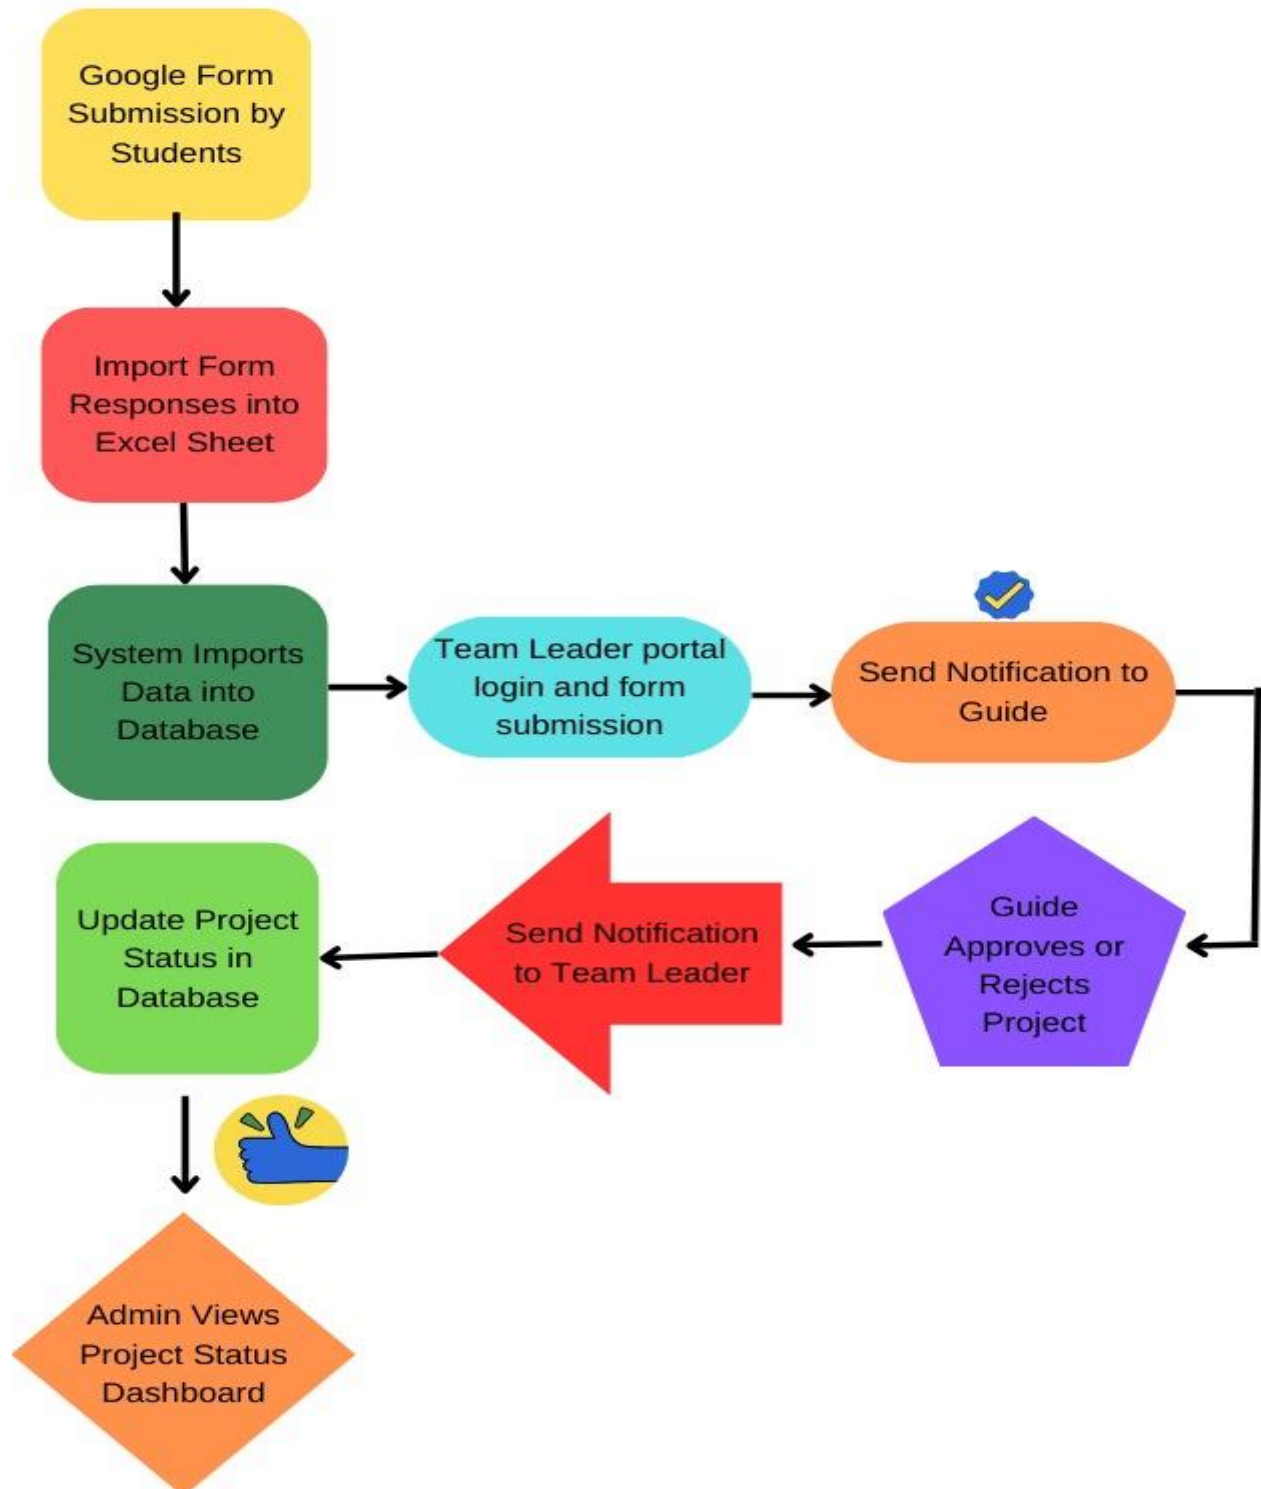 Google Form
Submission by
Students
Import Form
Responses into
Excel Sheet
System Imports
Data into
Database
Team Leader portal
login and form
submission
Send Notification to
Guide
Guide
Approves or
Rejects
Project
Send Notification
to Team Leader
Update Project
Status in
Database
Admin Views
Project Status
Dashboard